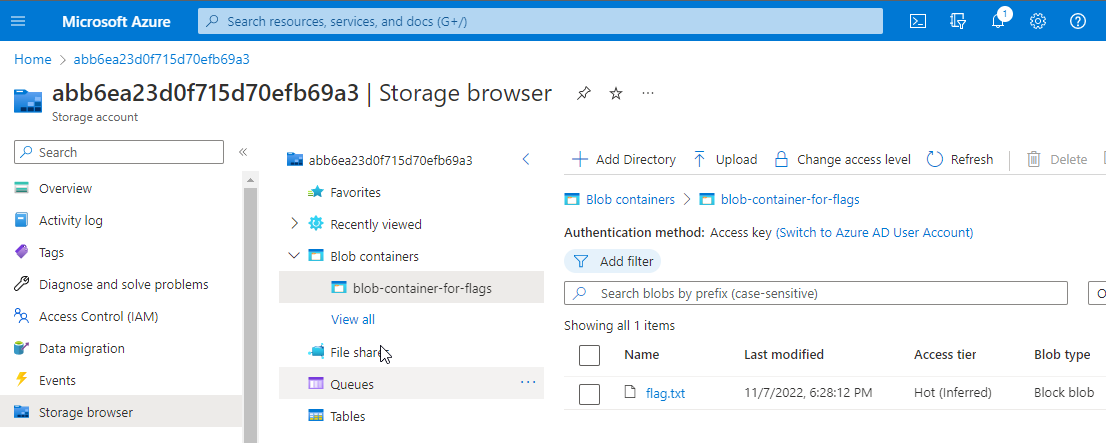 Microsoft Azure
Search resources, services, and docs (G+/)
1
Home > abb6ea23d0f715d70efb69a3
abb6ea23d0f715d70efb69a3 | Storage browser
Storage account
Search
Overview
Activity log
Tags
Diagnose and solve problems
Access Control (IAM)
Data migration
Events
Storage browser
abb6ea23d0f715d70efb69a3
Favorites
Recently viewed
Blob containers
blob-container-for-flags
View all
File shares
Queues
Tables
Add Directory Upload Change access level Refresh Delete
Blob containers > blob-container-for-flags
Authentication method: Access key (Switch to Azure AD User Account)
Add filter
Search blobs by prefix (case-sensitive)
Showing all 1 items
Name Last modified Access tier Blob type
flag.txt 11/7/2022, 6:28:12 PM Hot (Inferred) Block blob